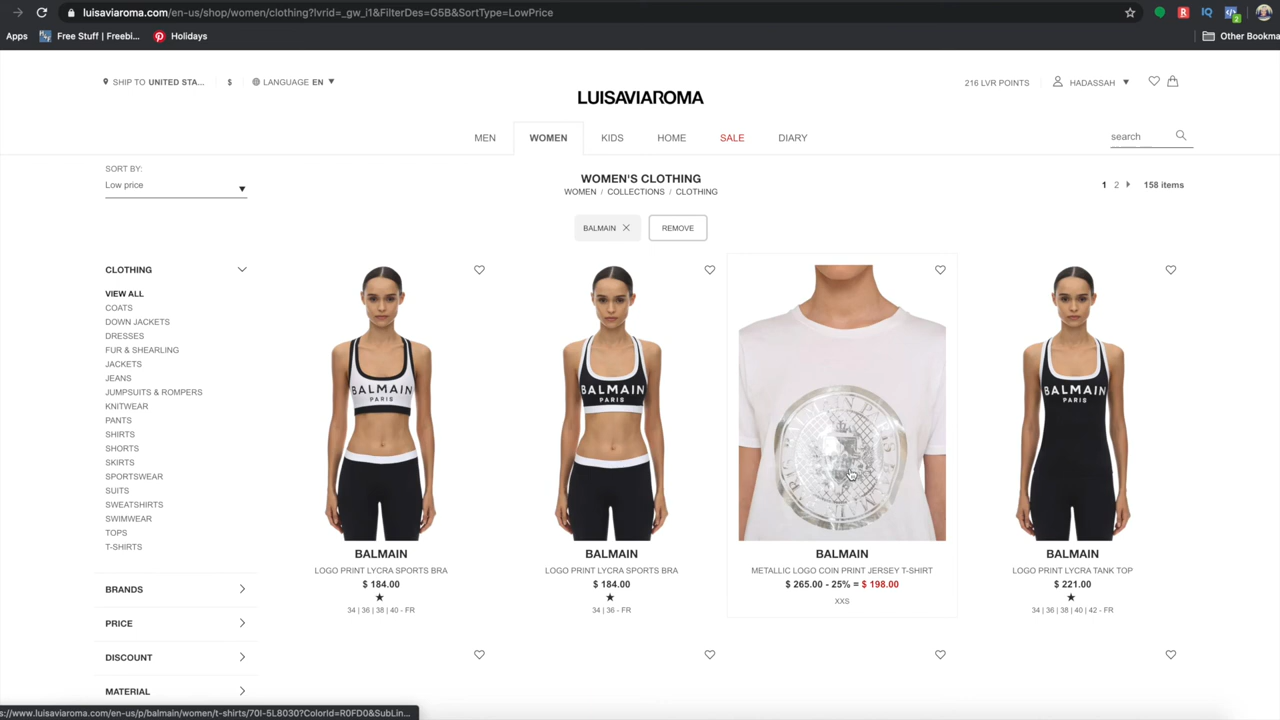 luisaviaroma.com/en-us/shop/women/clothing?lvrid=_gw_i1&FilterDes=G5B&SortType=LowPrice
Apps Free Stuff | Freebi... Holidays Other Bookma
SHIP TO UNITED STA... $ LANGUAGE EN
216 LVR POINTS HADASSAH
LUISAVIAROMA
MEN WOMEN KIDS HOME SALE DIARY
search
SORT BY:
Low price
WOMEN'S CLOTHING
WOMEN / COLLECTIONS / CLOTHING
1 2 158 items
BALMAIN REMOVE
CLOTHING
VIEW ALL
COATS
DOWN JACKETS
DRESSES
FUR & SHEARLING
JACKETS
JEANS
JUMPSUITS & ROMPERS
KNITWEAR
PANTS
SHIRTS
SHORTS
SKIRTS
SPORTSWEAR
SUITS
SWEATSHIRTS
SWIMWEAR
TOPS
T-SHIRTS
BRANDS
PRICE
DISCOUNT
MATERIAL
BALMAIN
PARIS
BALMAIN
LOGO PRINT LYCRA SPORTS BRA
$ 184.00
34 | 36 | 38 | 40 - FR
BALMAIN
PARIS
BALMAIN
LOGO PRINT LYCRA SPORTS BRA
$ 184.00
34 | 36 - FR
BALMAIN
METALLIC LOGO COIN PRINT JERSEY T-SHIRT
$ 265.00 - 25% = $ 198.00
XXS
BALMAIN
PARIS
BALMAIN
LOGO PRINT LYCRA TANK TOP
$ 221.00
34 | 36 | 38 | 40 | 42 - FR
s://www.luisaviaroma.com/en-us/p/balmain/women/t-shirts/70I-5L8030?ColorId=R0FD0&SubLin...